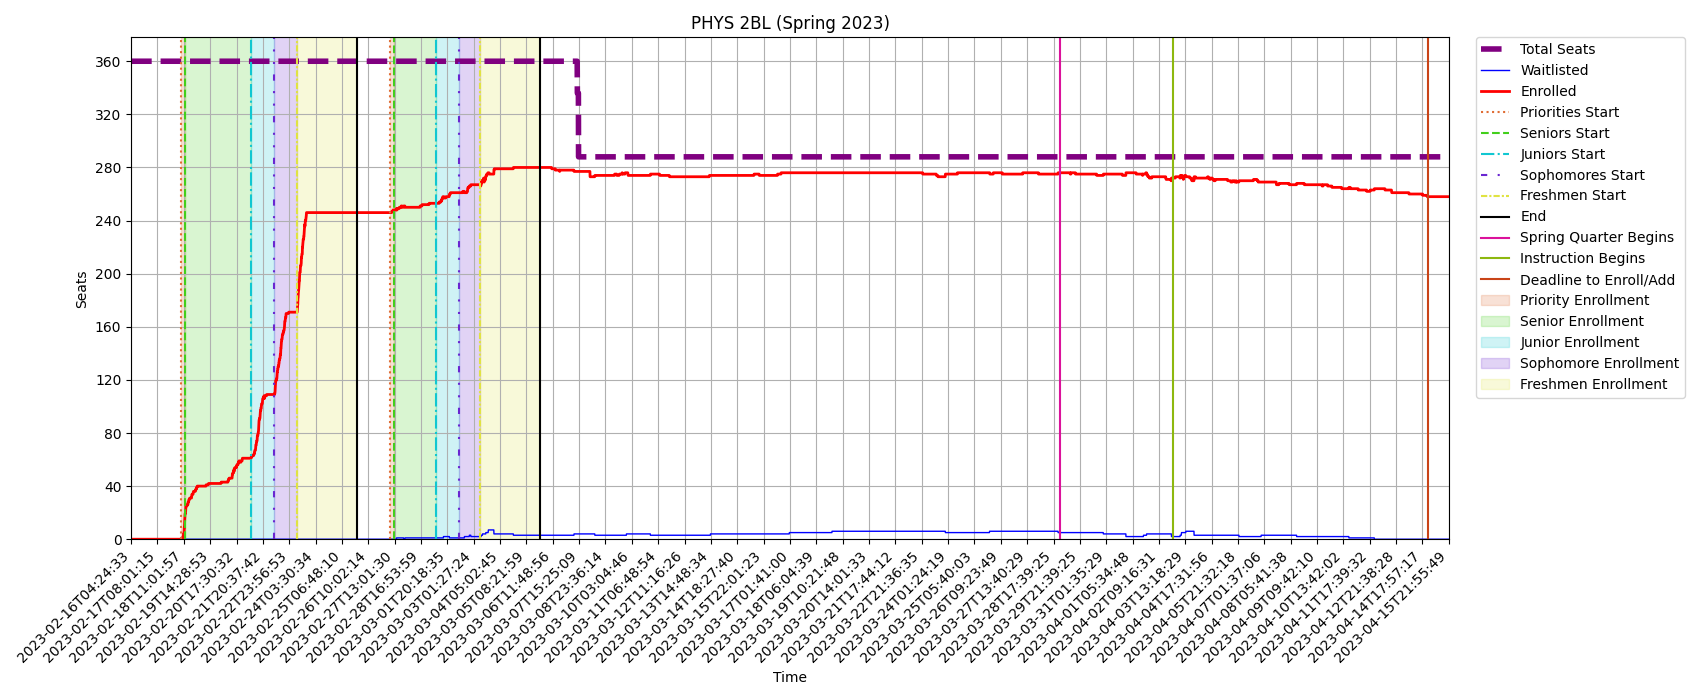 PHYS 2BL (Spring 2023)
Seats
360
320
280
240
200
160
120
80
40
0
2023-02-16T04:24:33
2023-02-17T08:01:15
2023-02-18T11:01:57
2023-02-19T14:28:53
2023-02-20T17:30:32
2023-02-21T20:37:42
2023-02-22T23:56:53
2023-02-24T03:30:34
2023-02-25T06:48:10
2023-02-26T10:02:14
2023-02-27T13:01:30
2023-02-28T16:53:59
2023-03-01T20:18:35
2023-03-04T01:27:24
2023-03-04T05:02:45
2023-03-05T08:21:59
2023-03-06T11:48:56
2023-03-07T15:25:09
2023-03-08T23:36:14
2023-03-10T03:04:46
2023-03-11T06:48:54
2023-03-12T11:16:28
2023-03-13T14:48:34
2023-03-14T18:27:40
2023-03-15T22:01:23
2023-03-17T01:41:00
2023-03-18T06:04:39
2023-03-19T10:21:48
2023-03-20T14:01:33
2023-03-21T17:44:12
2023-03-22T21:36:35
2023-03-24T01:24:19
2023-03-25T05:40:03
2023-03-26T09:23:49
2023-03-27T13:40:29
2023-03-28T17:39:25
2023-03-29T21:39:25
2023-03-31T01:35:29
2023-04-01T05:34:48
2023-04-02T09:16:31
2023-04-03T13:18:29
2023-04-04T17:31:56
2023-04-05T21:32:18
2023-04-07T01:37:06
2023-04-08T05:41:38
2023-04-09T09:42:10
2023-04-10T13:42:02
2023-04-11T17:39:32
2023-04-12T21:38:28
2023-04-14T17:57:17
2023-04-15T21:55:49
Time
Total Seats
Waitlisted
Enrolled
Priorities Start
Seniors Start
Juniors Start
Sophomores Start
Freshmen Start
End
Spring Quarter Begins
Instruction Begins
Deadline to Enroll/Add
Priority Enrollment
Senior Enrollment
Junior Enrollment
Sophomore Enrollment
Freshmen Enrollment